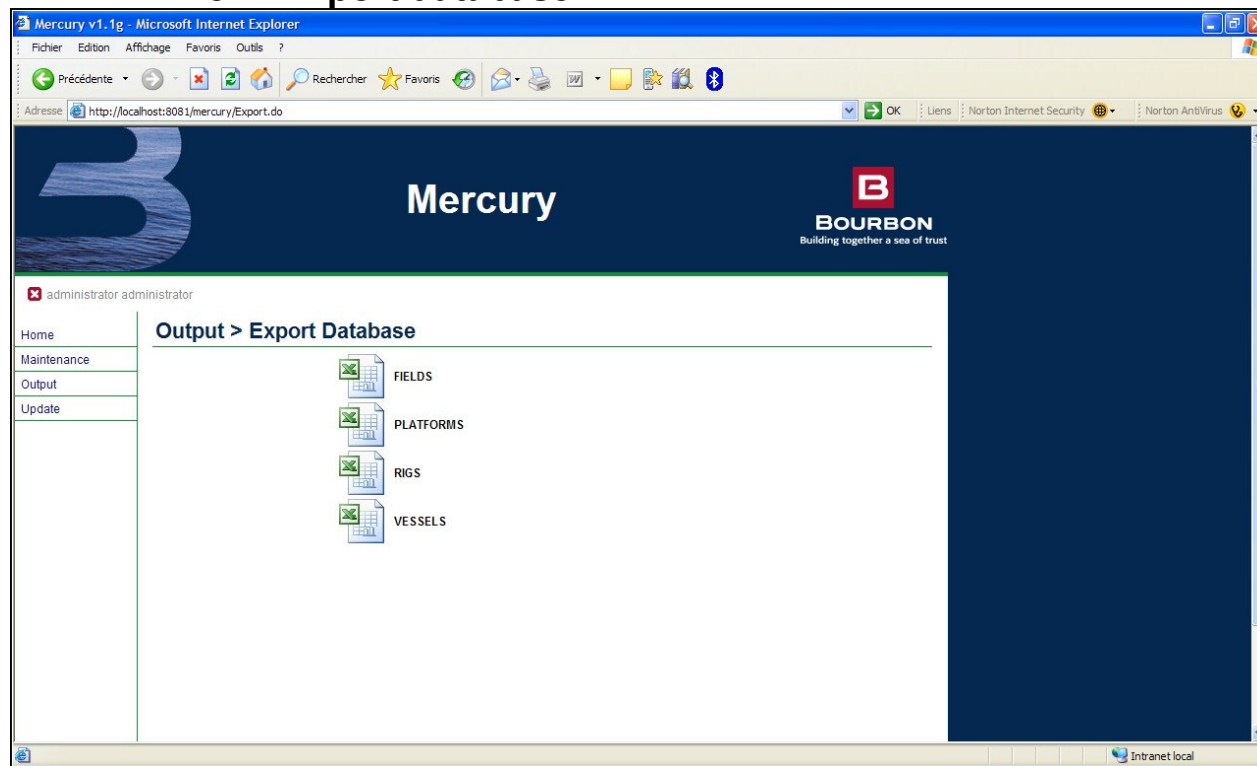 Mercury v1.1g - Microsoft Internet Explorer
Fichier Edition Affichage Favoris Outils ?
Précédente Rechercher Favoris
Adresse http://localhost:8081/mercury/Export.do OK Liens Norton Internet Security Norton AntiVirus
Mercury
B
BOURBON
Building together a sea of trust
administrator administrator
Output > Export Database
Home
Maintenance
Output
Update
FIELDS
PLATFORMS
RIGS
VESSELS
Intranet local